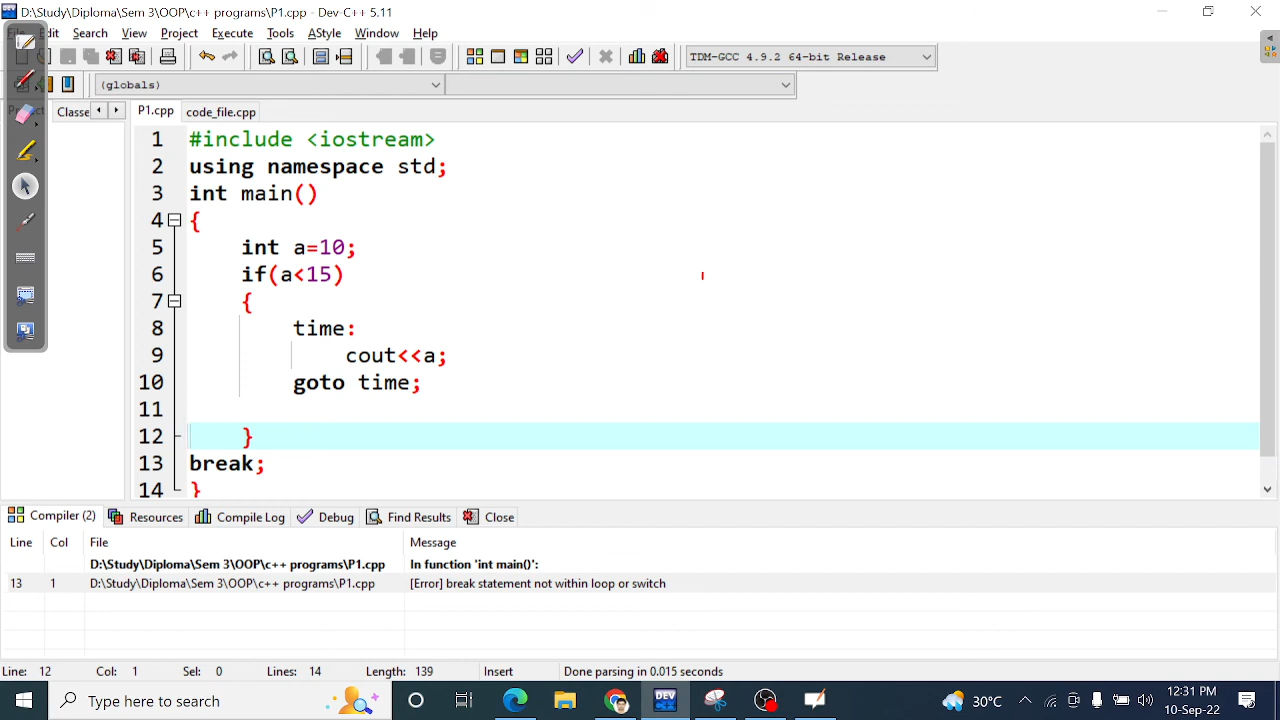 D:\Study\Diploma\Sem 3\OOP\c++ programs\P1.cpp - Dev-C++ 5.11
Edit Search View Project Execute Tools AStyle Window Help
TDM-GCC 4.9.2 64-bit Release
(globals)
Classe P1.cpp code_file.cpp
1 #include <iostream>
2 using namespace std;
3 int main()
4 {
5 int a=10;
6 if(a<15)
7 {
8 time:
9 cout<<a;
10 goto time;
11
12 }
13 break;
14 }
Compiler (2) Resources Compile Log Debug Find Results Close
Line Col File Message
D:\Study\Diploma\Sem 3\OOP\c++ programs\P1.cpp In function 'int main()':
13 1 D:\Study\Diploma\Sem 3\OOP\c++ programs\P1.cpp [Error] break statement not within loop or switch
Line: 12 Col: 1 Sel: 0 Lines: 14 Length: 139 Insert Done parsing in 0.015 seconds
Type here to search DEV 30°C 12:31 PM
10-Sep-22